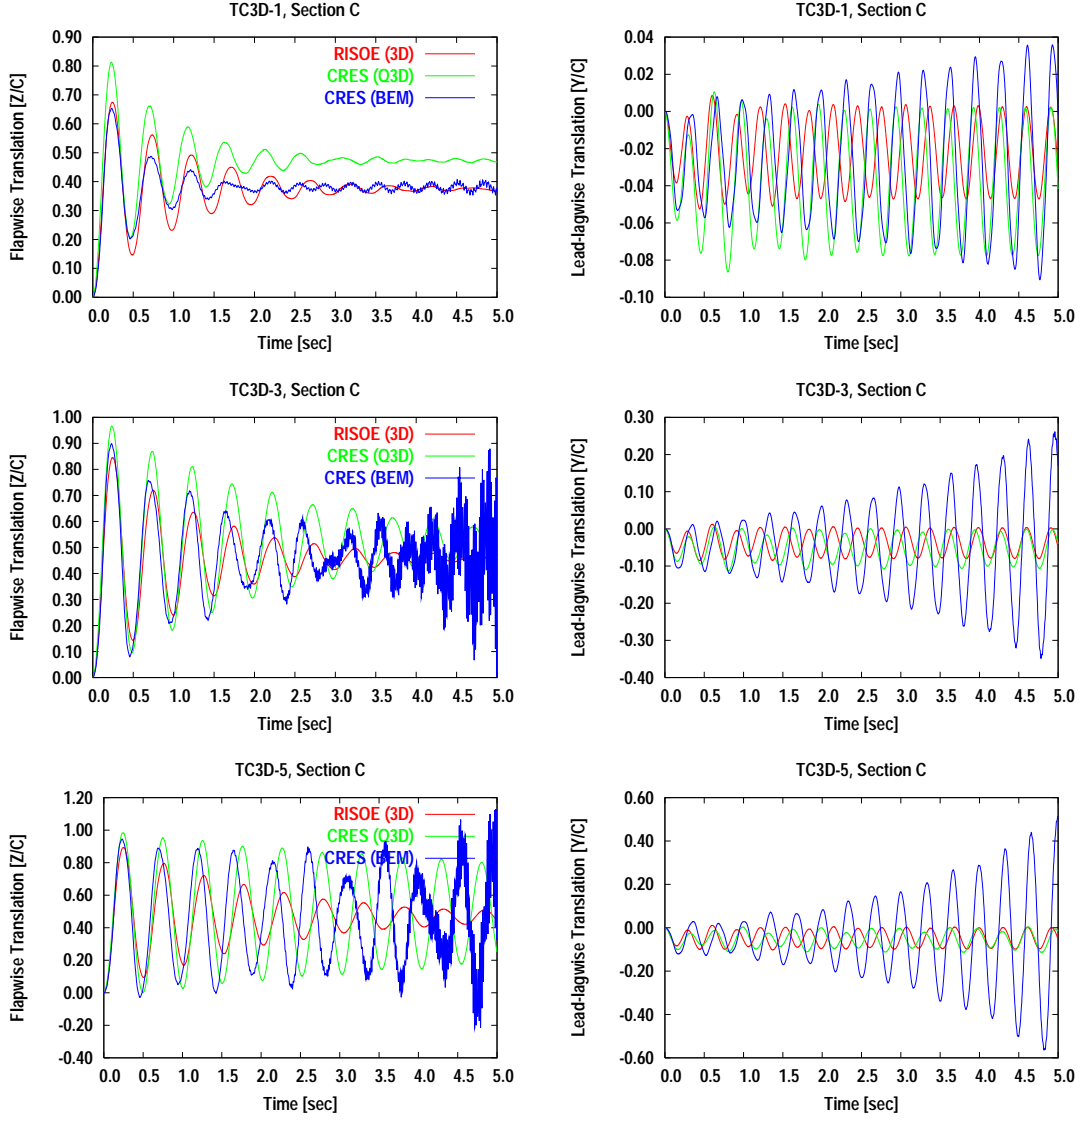 TC3D-1, Section C
Flapwise Translation [Z/C]
0.90
0.80
0.70
0.60
0.50
0.40
0.30
0.20
0.10
0.00
RISOE (3D)
CRES (Q3D)
CRES (BEM)
0.0 0.5 1.0 1.5 2.0 2.5 3.0 3.5 4.0 4.5 5.0
Time [sec]
TC3D-1, Section C
Lead-lagwise Translation [Y/C]
0.04
0.02
0.00
-0.02
-0.04
-0.06
-0.08
-0.10
0.0 0.5 1.0 1.5 2.0 2.5 3.0 3.5 4.0 4.5 5.0
Time [sec]
TC3D-3, Section C
Flapwise Translation [Z/C]
1.00
0.90
0.80
0.70
0.60
0.50
0.40
0.30
0.20
0.10
0.00
RISOE (3D)
CRES (Q3D)
CRES (BEM)
0.0 0.5 1.0 1.5 2.0 2.5 3.0 3.5 4.0 4.5 5.0
Time [sec]
TC3D-3, Section C
Lead-lagwise Translation [Y/C]
0.30
0.20
0.10
0.00
-0.10
-0.20
-0.30
-0.40
0.0 0.5 1.0 1.5 2.0 2.5 3.0 3.5 4.0 4.5 5.0
Time [sec]
TC3D-5, Section C
Flapwise Translation [Z/C]
1.20
1.00
0.80
0.60
0.40
0.20
0.00
-0.20
-0.40
RISOE (3D)
CRES (Q3D)
CRES (BEM)
0.0 0.5 1.0 1.5 2.0 2.5 3.0 3.5 4.0 4.5 5.0
Time [sec]
TC3D-5, Section C
Lead-lagwise Translation [Y/C]
0.60
0.40
0.20
0.00
-0.20
-0.40
-0.60
0.0 0.5 1.0 1.5 2.0 2.5 3.0 3.5 4.0 4.5 5.0
Time [sec]